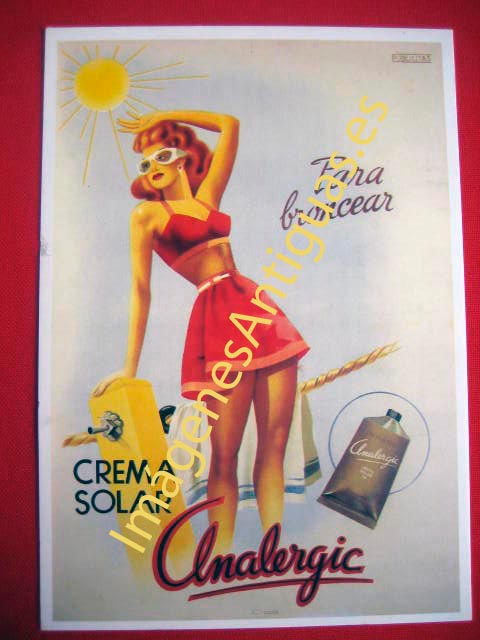 Para
broncear
CREMA
SOLAR
Analergic
Analergic
ImagenesAntiguas.es